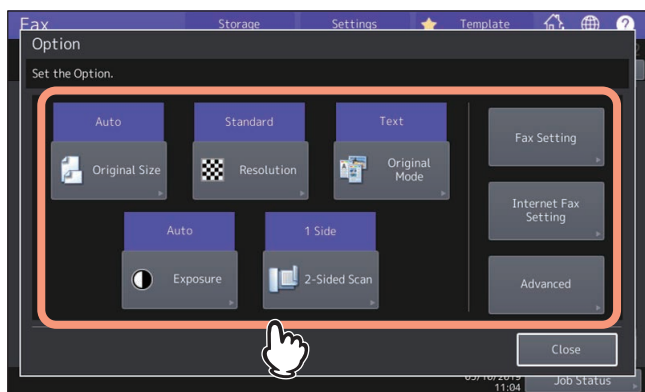 Fax
Storage
Settings
Template
?
Option
Set the Option.
Auto
Standard
Text
Original Size
Resolution
Original
Mode
Fax Setting
Auto
1 Side
Internet Fax
Setting
Exposure
2-Sided Scan
Advanced
Close
11:04
Job Status